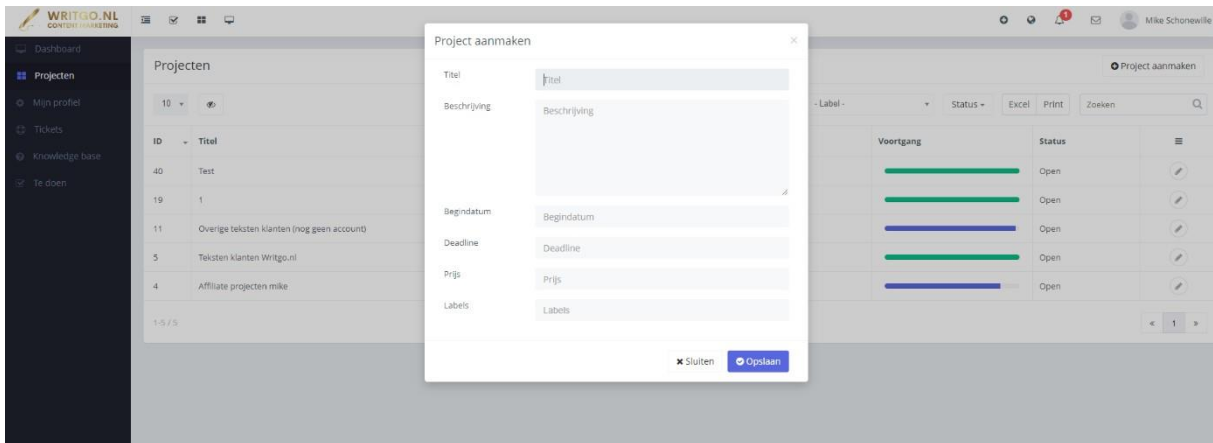 WRITGO.NL
CONTENT MARKETING
1
Mike Schonewille
Dashboard
Projecten
Mijn profiel
Tickets
Knowledge base
Te doen
Projecten
Project aanmaken
10
- Label -
Status
Excel
Print
Zoeken
ID
Titel
Voortgang
Status
40
Test
Open
19
1
Open
11
Overige teksten klanten (nog geen account)
Open
5
Teksten klanten Writgo.nl
Open
4
Affiliate projecten mike
Open
1-5 / 5
«
1
»
Project aanmaken
×
Titel
Titel
Beschrijving
Beschrijving
Begindatum
Begindatum
Deadline
Deadline
Prijs
Prijs
Labels
Labels
Sluiten
Opslaan